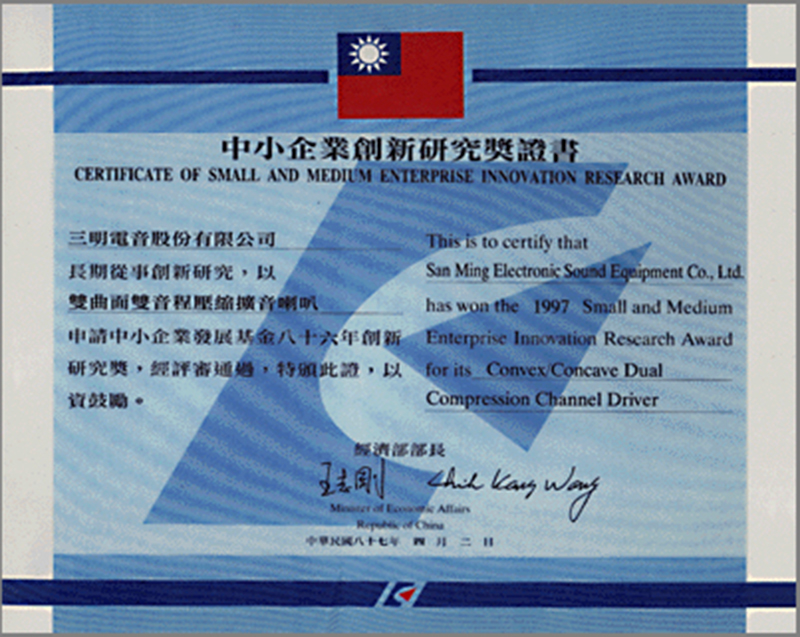 中小企業創新研究獎證書
CERTIFICATE OF SMALL AND MEDIUM ENTERPRISE INNOVATION RESEARCH AWARD
三明電音股份有限公司
長期從事創新研究，以
雙曲面雙音程壓縮擴音喇叭
申請中小企業發展基金八十六年創新
研究獎，經評審通過，特頒此證，以
資鼓勵。
This is to certify that
San Ming Electronic Sound Equipment Co., Ltd.
has won the 1997 Small and Medium
Enterprise Innovation Research Award
for its Convex/Concave Dual
Compression Channel Driver
經濟部部長
王志剛 Chih Kang Wang
Minister of Economic Affairs
Republic of China
中華民國八十七年 四 月 二 日